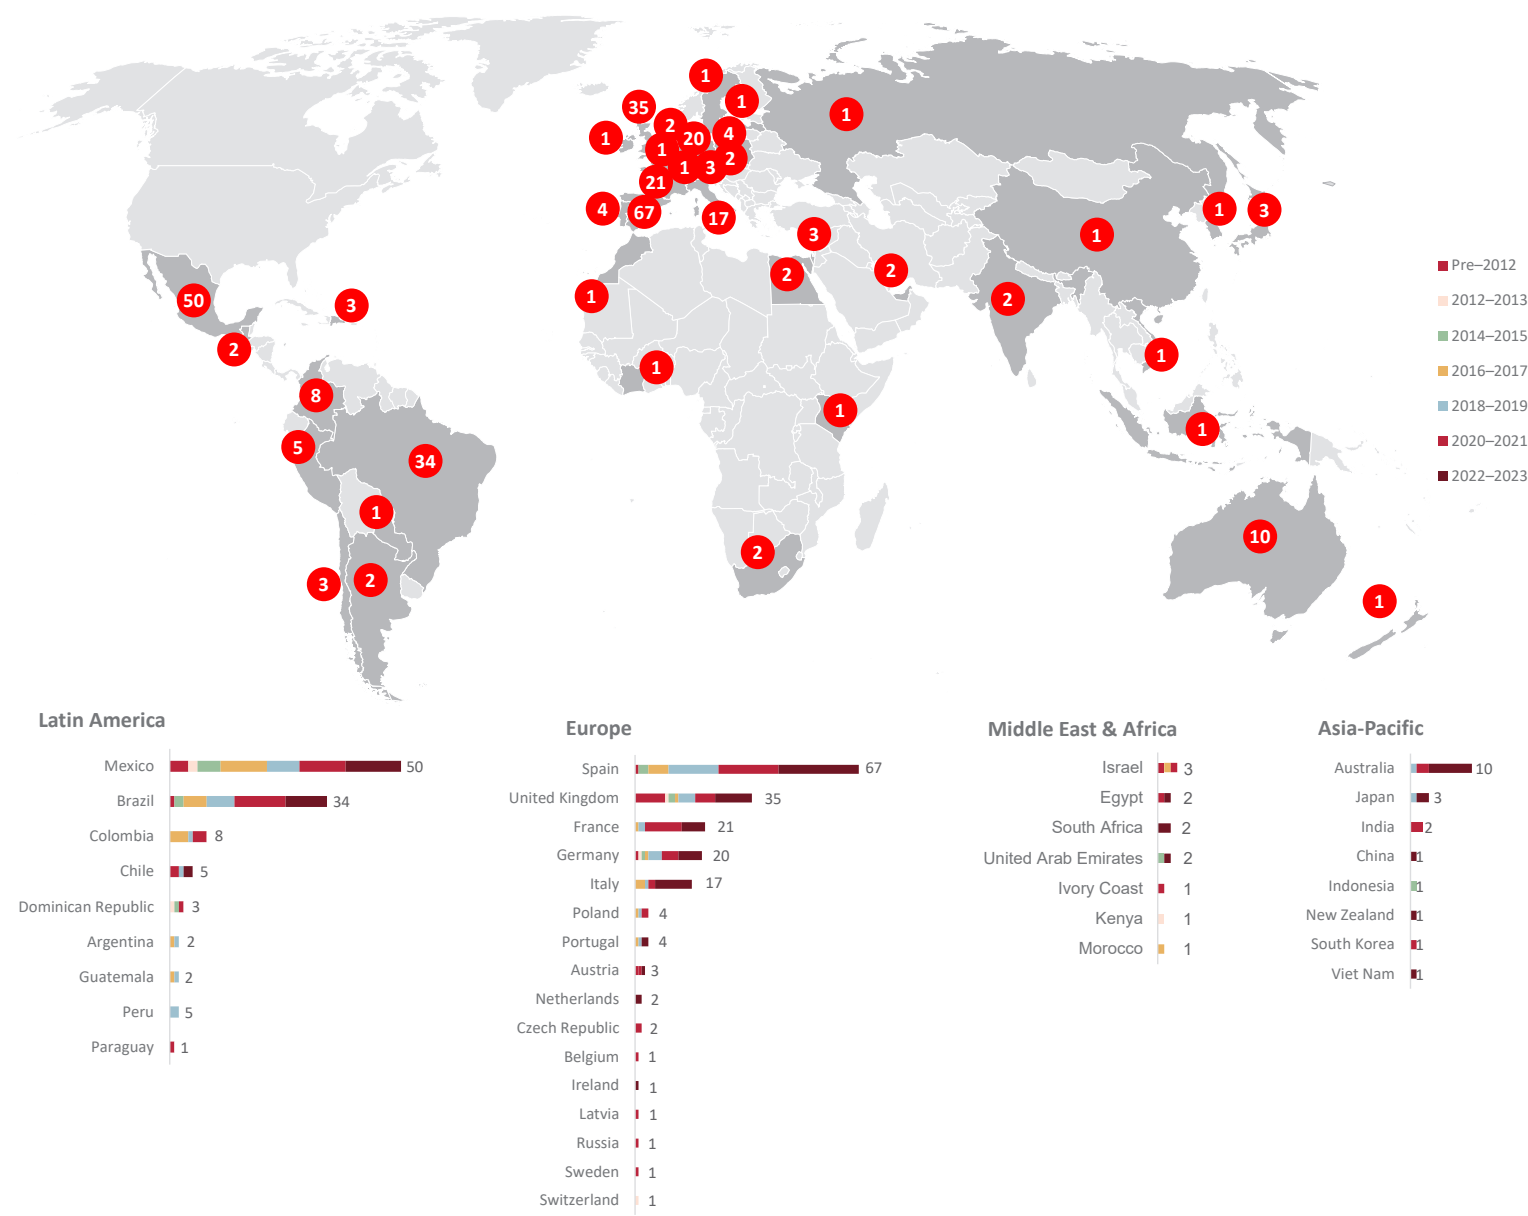 1
35
1
1
2
20
4
1
1
1
3
2
21
4
67
17
1
3
3
1
1
2
2
1
2
50
3
2
1
1
8
1
5
34
1
1
10
2
3
2
1
Pre–2012
2012–2013
2014–2015
2016–2017
2018–2019
2020–2021
2022–2023
Latin America
Mexico 50
Brazil 34
Colombia 8
Chile 5
Dominican Republic 3
Argentina 2
Guatemala 2
Peru 5
Paraguay 1
Europe
Spain 67
United Kingdom 35
France 21
Germany 20
Italy 17
Poland 4
Portugal 4
Austria 3
Netherlands 2
Czech Republic 2
Belgium 1
Ireland 1
Latvia 1
Russia 1
Sweden 1
Switzerland 1
Middle East & Africa
Israel 3
Egypt 2
South Africa 2
United Arab Emirates 2
Ivory Coast 1
Kenya 1
Morocco 1
Asia-Pacific
Australia 10
Japan 3
India 2
China 1
Indonesia 1
New Zealand 1
South Korea 1
Viet Nam 1